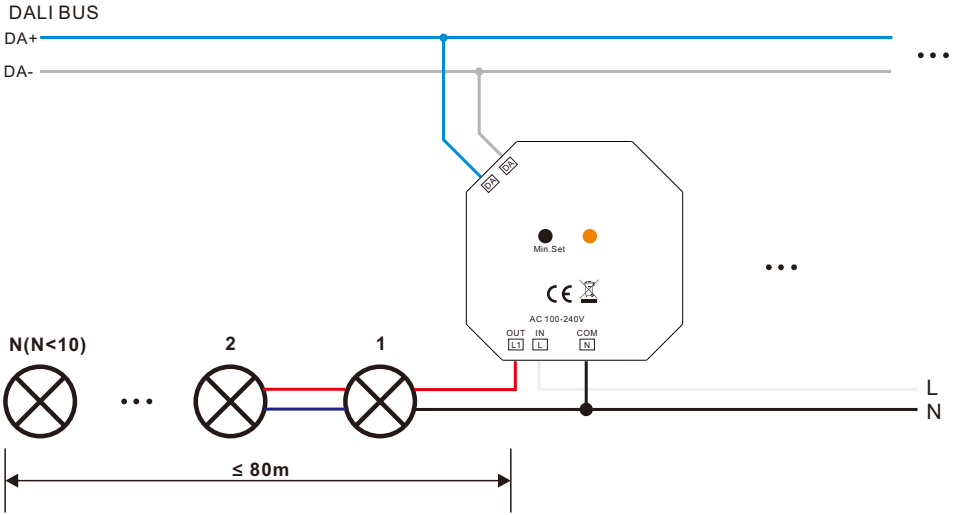 DALI BUS
DA+
DA-
DA DA
Min.Set
CE
AC 100-240V
OUT IN COM
L1 L N
N(N<10) 2 1
L
N
≤ 80m